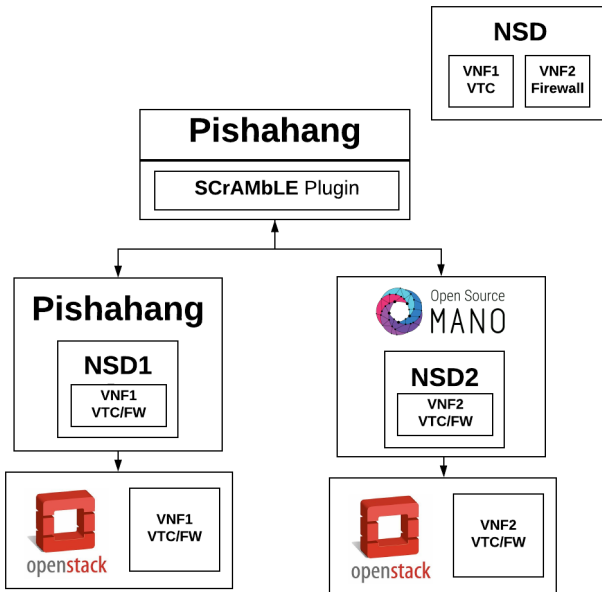 NSD
VNF1
VTC
VNF2
Firewall
Pishahang
SCrAMbLE Plugin
Pishahang
NSD1
VNF1
VTC/FW
Open Source
MANO
NSD2
VNF2
VTC/FW
openstack
VNF1
VTC/FW
openstack
VNF2
VTC/FW